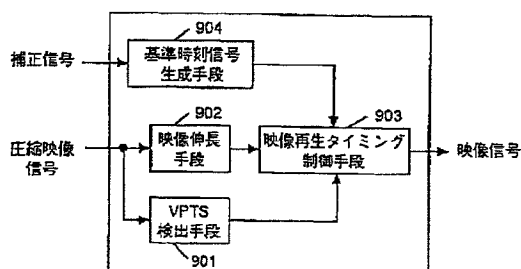 904
補正信号
基準時刻信号
生成手段
902
903
圧縮映像
信号
映像伸長
手段
映像再生タイミング
制御手段
映像信号
VPTS
検出手段
901